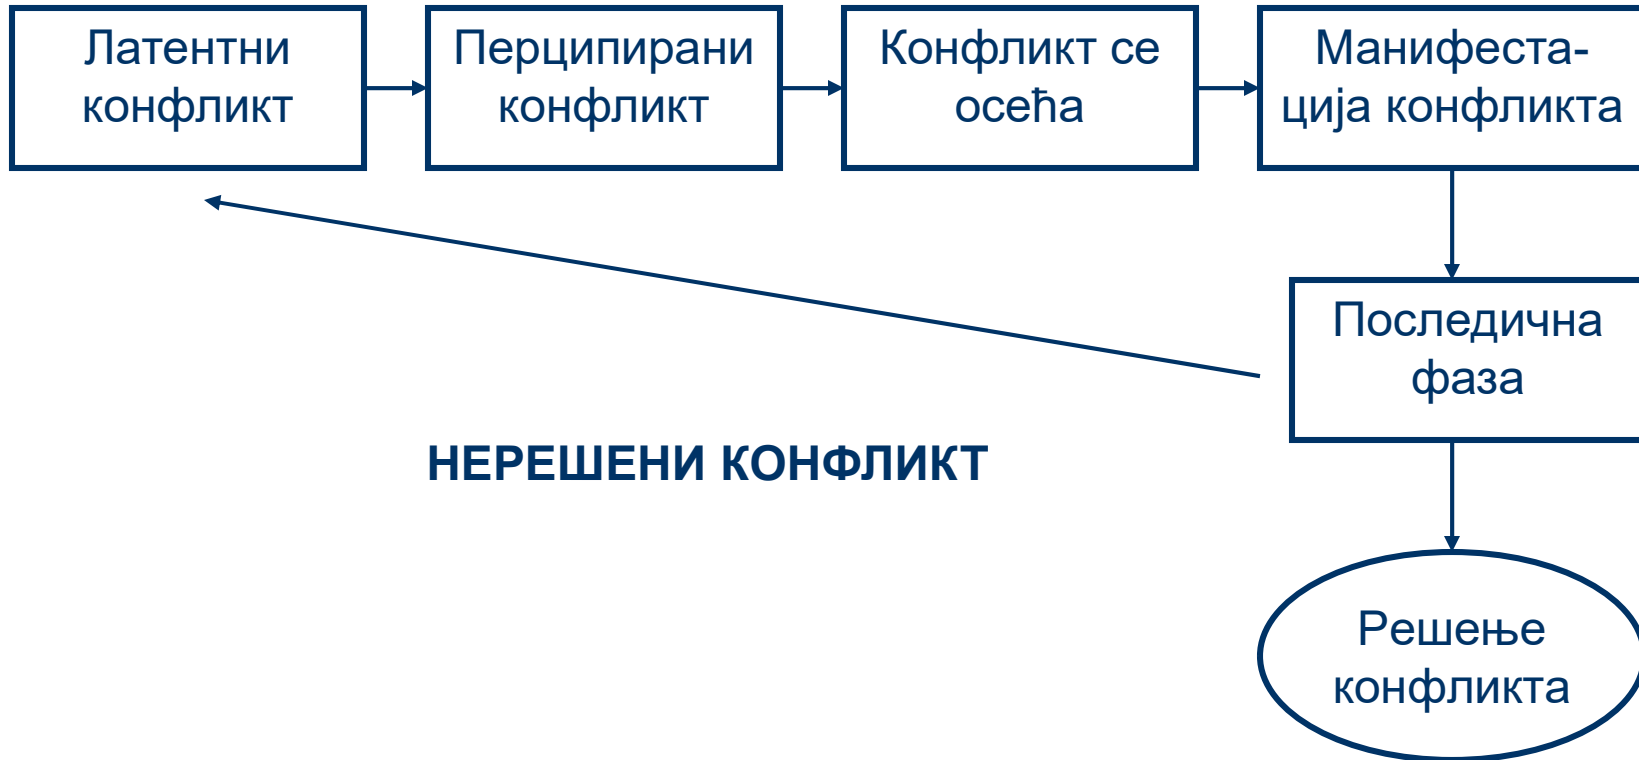 Латентни
конфликт
Перципирани
конфликт
Конфликт се
осећа
Манифеста-
ција конфликта
Последична
фаза
НЕРЕШЕНИ КОНФЛИКТ
Решење
конфликта